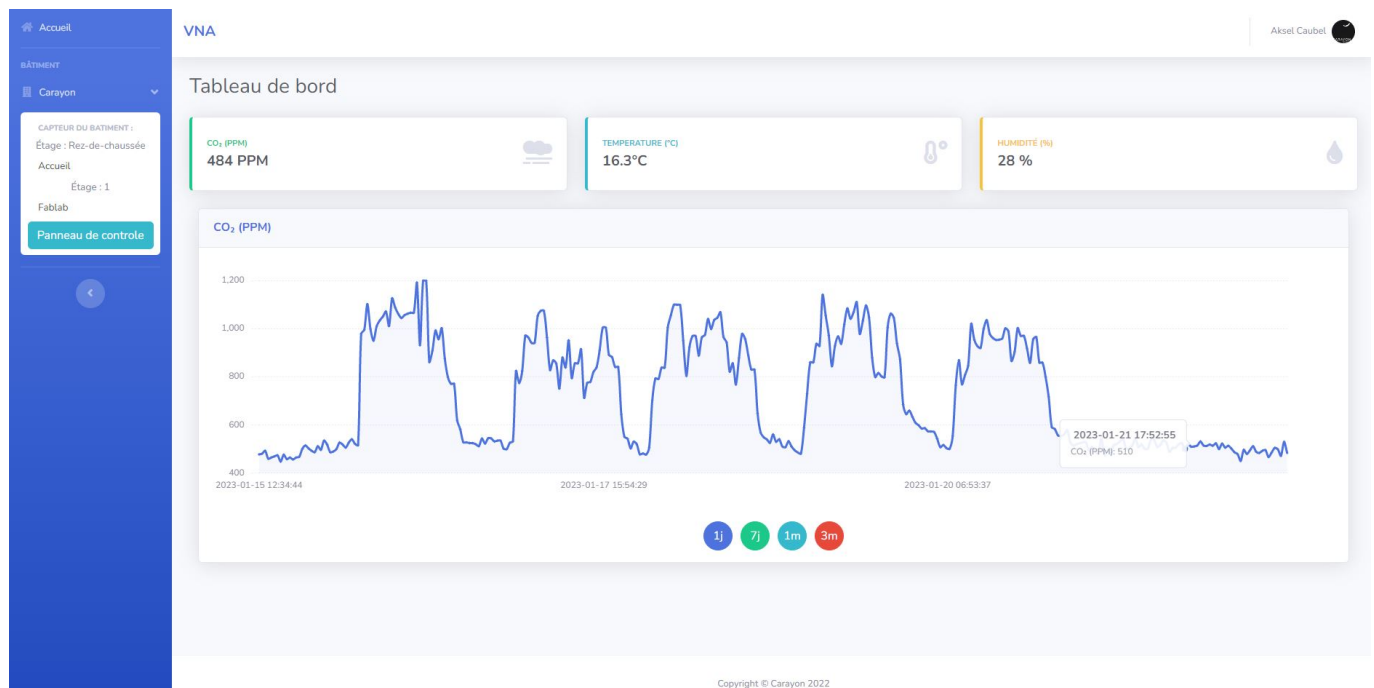 Accueil
BÂTIMENT
Carayon
CAPTEUR DU BATIMENT :
Étage : Rez-de-chaussée
Accueil
Étage : 1
Fablab
Panneau de controle
VNA
Aksel Caubel
Tableau de bord
CO₂ (PPM)
484 PPM
TEMPERATURE (°C)
16.3°C
HUMIDITÉ (%)
28 %
CO₂ (PPM)
1,200
1,000
800
600
400
2023-01-15 12:34:44
2023-01-17 15:54:29
2023-01-20 06:53:37
2023-01-21 17:52:55
CO₂ (PPM): 510
1j
7j
1m
3m
Copyright © Carayon 2022